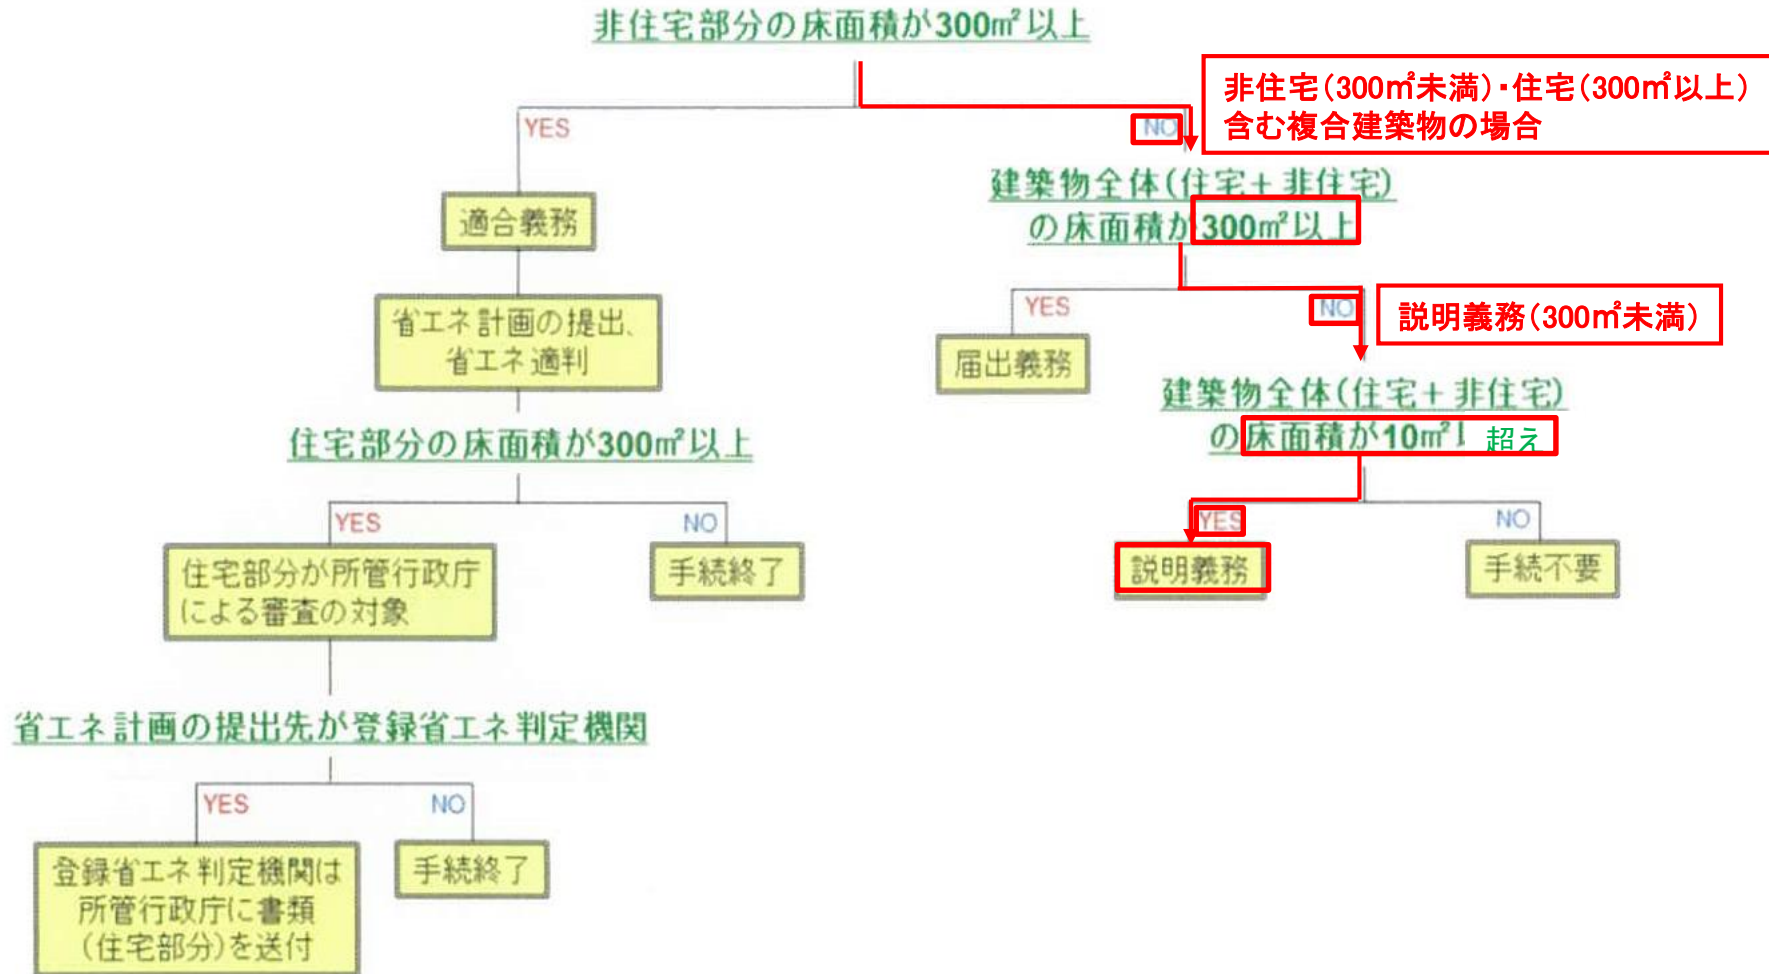 非住宅部分の床面積が300㎡以上
非住宅(300㎡未満)・住宅(300㎡以上)
含む複合建築物の場合
YES
NO
適合義務
建築物全体(住宅+非住宅)
の床面積が300㎡以上
省エネ計画の提出、
省エネ適判
YES
NO
説明義務(300㎡未満)
届出義務
住宅部分の床面積が300㎡以上
建築物全体(住宅+非住宅)
の床面積が10㎡ 超え
YES
NO
YES
NO
住宅部分が所管行政庁
による審査の対象
手続終了
説明義務
手続不要
省エネ計画の提出先が登録省エネ判定機関
YES
NO
登録省エネ判定機関は
所管行政庁に書類
(住宅部分)を送付
手続終了